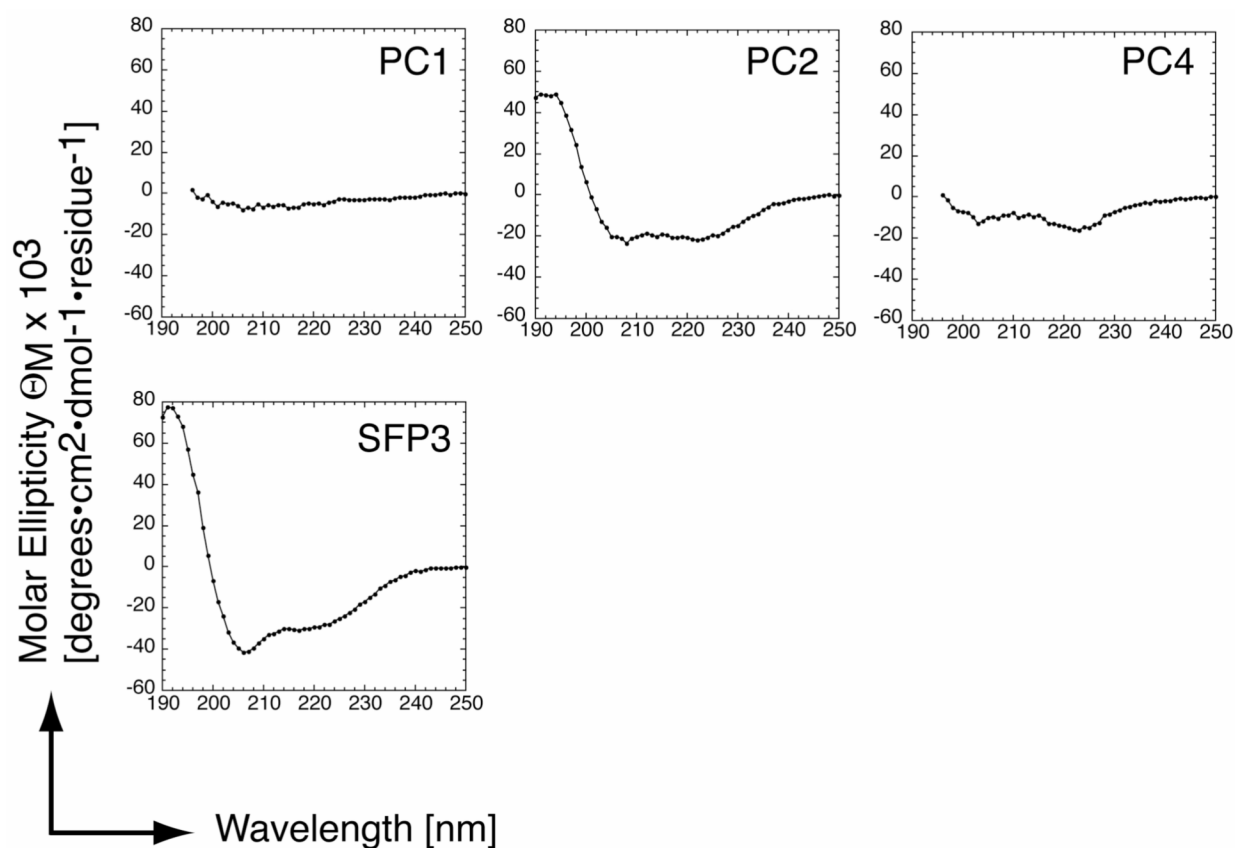 PC1
80
60
40
20
0
-20
-40
-60
190 200 210 220 230 240 250
PC2
80
60
40
20
0
-20
-40
-60
190 200 210 220 230 240 250
PC4
80
60
40
20
0
-20
-40
-60
190 200 210 220 230 240 250
SFP3
80
60
40
20
0
-20
-40
-60
190 200 210 220 230 240 250
Molar Ellipticity ΘM x 10³
[degrees•cm²•dmol⁻¹•residue⁻¹]
Wavelength [nm]